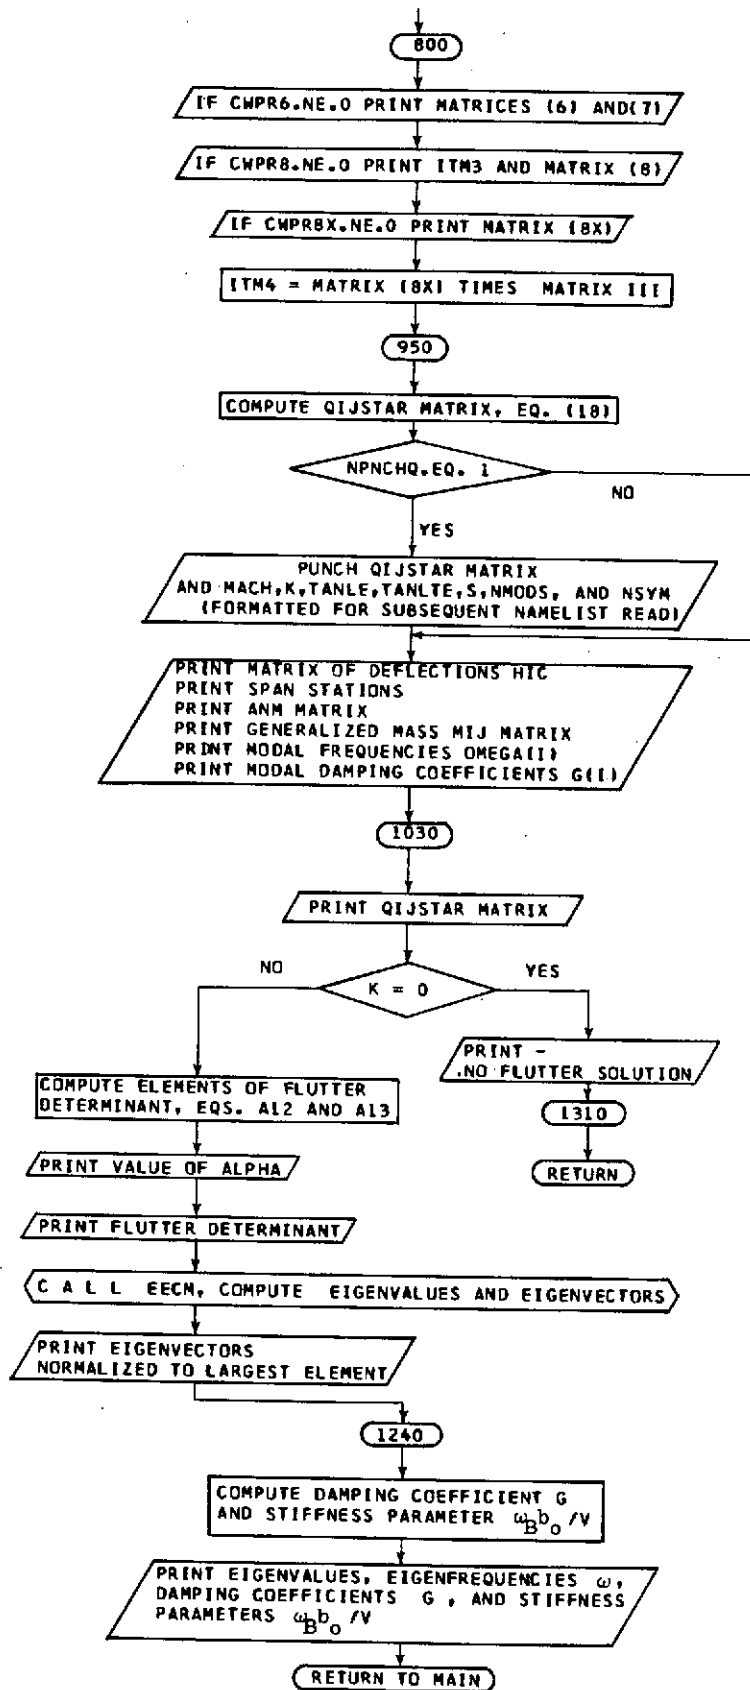 800
IF CWPR6.NE.0 PRINT MATRICES (6) AND(7)
IF CWPR8.NE.0 PRINT ITM3 AND MATRIX (8)
IF CWPR8X.NE.0 PRINT MATRIX (8X)
ITM4 = MATRIX (8X) TIMES MATRIX III
950
COMPUTE QIJSTAR MATRIX, EQ. (18)
NPNCHQ.EQ. 1
NO
YES
PUNCH QIJSTAR MATRIX
AND MACH,K,TANLE,TANLTE,S,NMODS, AND NSYM
(FORMATTED FOR SUBSEQUENT NAMELIST READ)
PRINT MATRIX OF DEFLECTIONS HIC
PRINT SPAN STATIONS
PRINT ANM MATRIX
PRINT GENERALIZED MASS MIJ MATRIX
PRINT MODAL FREQUENCIES OMEGA(I)
PRINT MODAL DAMPING COEFFICIENTS G(I)
1030
PRINT QIJSTAR MATRIX
NO
YES
K = 0
PRINT -
.NO FLUTTER SOLUTION
1310
RETURN
COMPUTE ELEMENTS OF FLUTTER
DETERMINANT, EQS. A12 AND A13
PRINT VALUE OF ALPHA
PRINT FLUTTER DETERMINANT
C A L L EECM, COMPUTE EIGENVALUES AND EIGENVECTORS
PRINT EIGENVECTORS
NORMALIZED TO LARGEST ELEMENT
1240
COMPUTE DAMPING COEFFICIENT G
AND STIFFNESS PARAMETER ω_B b_o /V
PRINT EIGENVALUES, EIGENFREQUENCIES ω,
DAMPING COEFFICIENTS G , AND STIFFNESS
PARAMETERS ω_B b_o /V
RETURN TO MAIN